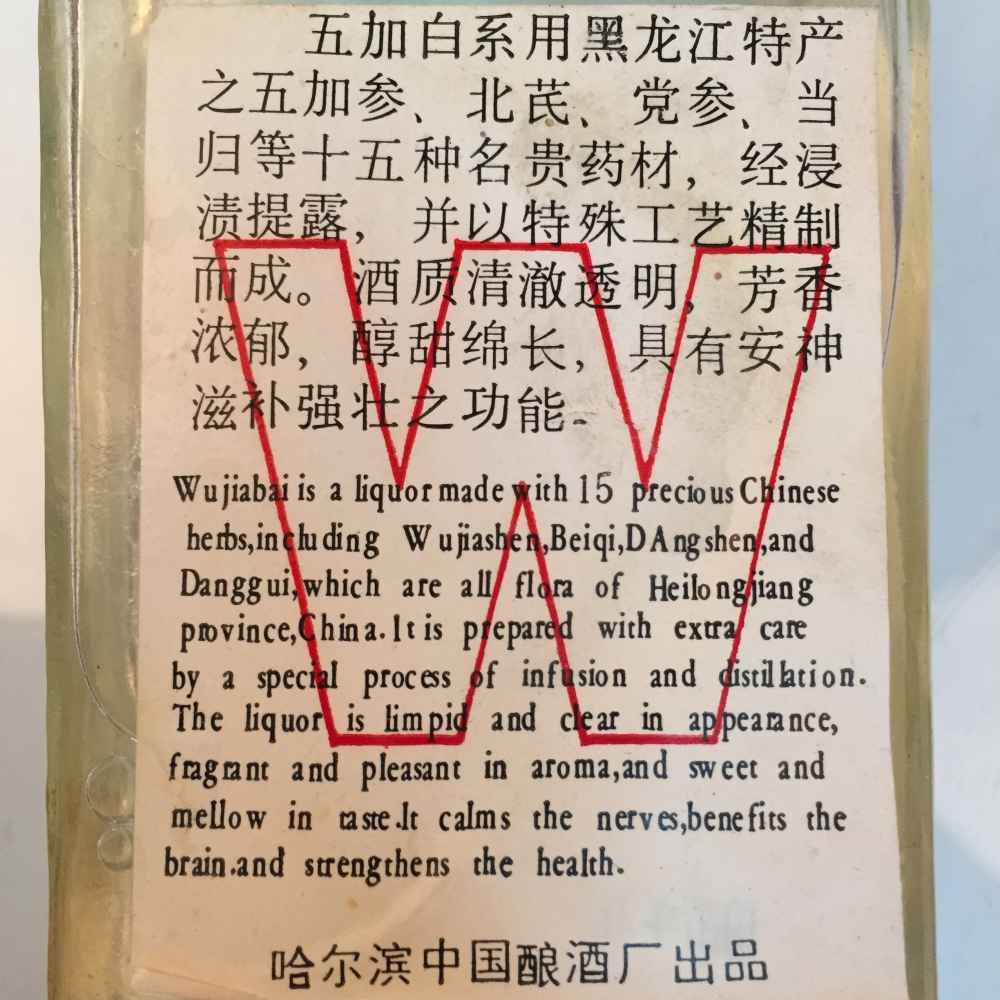 五加白系用黑龙江特产
之五加参、北芪、党参、当
归等十五种名贵药材，经浸
渍提露，并以特殊工艺精制
而成。酒质清澈透明，芳香
浓郁，醇甜绵长，具有安神
滋补强壮之功能.
Wujiabai is a liquor made with 15 precious Chinese
herbs,including Wujiashen,Beiqi,DAngshen,and
Danggui,which are all flora of Heilongjiang
province,China.It is prepared with extra care
by a special process of infusion and distillation.
The liquor is limpid and clear in appearance,
fragrant and pleasant in aroma,and sweet and
mellow in taste.It calms the nerves,benefits the
brain.and strengthens the health.
哈尔滨中国酿酒厂出品